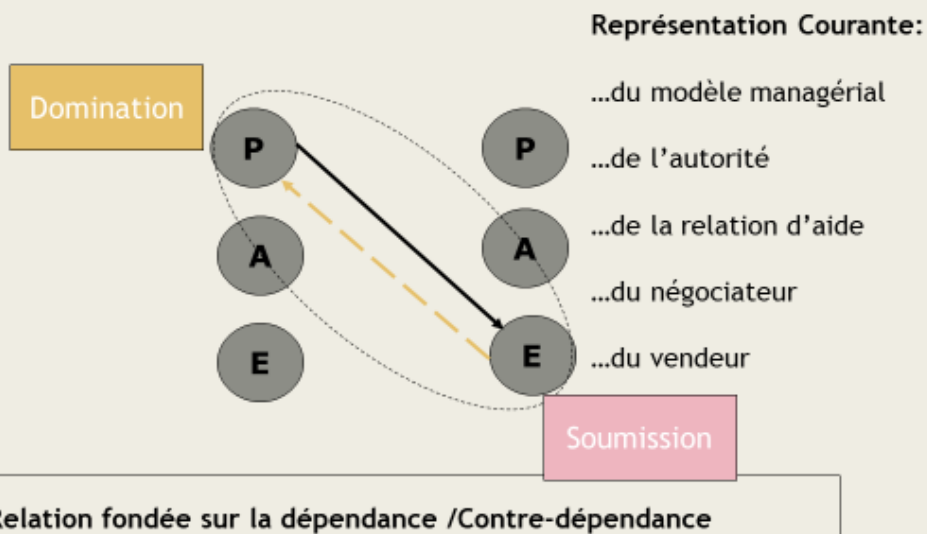 Représentation Courante:
Domination
...du modèle managérial
P
P
...de l'autorité
A
A
...de la relation d'aide
...du négociateur
E
E
...du vendeur
Soumission
Relation fondée sur la dépendance /Contre-dépendance